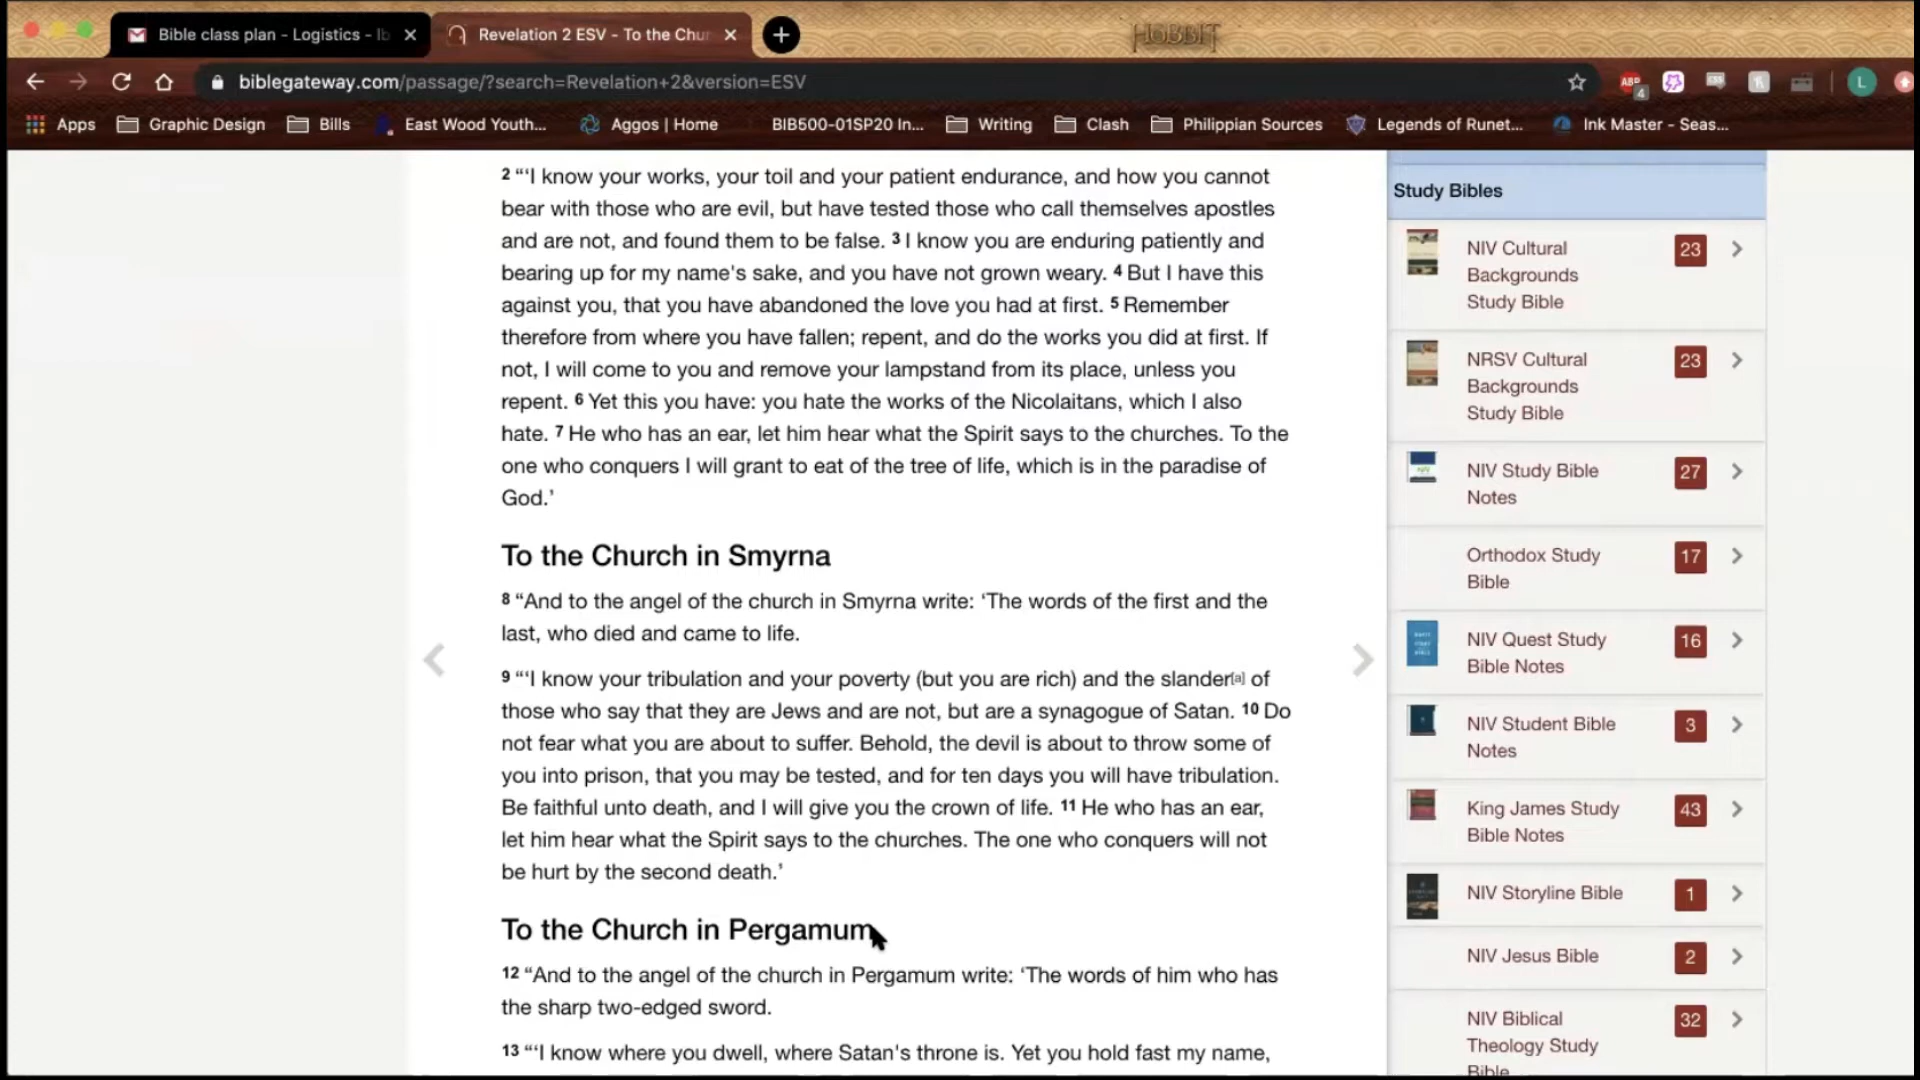 HOBBIT
Bible class plan - Logistics - Ib
Revelation 2 ESV - To the Chur
biblegateway.com/passage/?search=Revelation+2&version=ESV
ABP
4
CSS
L
Apps
Graphic Design
Bills
East Wood Youth...
Aggos | Home
BIB500-01SP20 In...
Writing
Clash
Philippian Sources
Legends of Runet...
Ink Master - Seas...
2 “‘I know your works, your toil and your patient endurance, and how you cannot
bear with those who are evil, but have tested those who call themselves apostles
and are not, and found them to be false. 3 I know you are enduring patiently and
bearing up for my name's sake, and you have not grown weary. 4 But I have this
against you, that you have abandoned the love you had at first. 5 Remember
therefore from where you have fallen; repent, and do the works you did at first. If
not, I will come to you and remove your lampstand from its place, unless you
repent. 6 Yet this you have: you hate the works of the Nicolaitans, which I also
hate. 7 He who has an ear, let him hear what the Spirit says to the churches. To the
one who conquers I will grant to eat of the tree of life, which is in the paradise of
God.’
To the Church in Smyrna
8 “And to the angel of the church in Smyrna write: ‘The words of the first and the
last, who died and came to life.
9 “‘I know your tribulation and your poverty (but you are rich) and the slander[a] of
those who say that they are Jews and are not, but are a synagogue of Satan. 10 Do
not fear what you are about to suffer. Behold, the devil is about to throw some of
you into prison, that you may be tested, and for ten days you will have tribulation.
Be faithful unto death, and I will give you the crown of life. 11 He who has an ear,
let him hear what the Spirit says to the churches. The one who conquers will not
be hurt by the second death.’
To the Church in Pergamum
12 “And to the angel of the church in Pergamum write: ‘The words of him who has
the sharp two-edged sword.
13 “‘I know where you dwell, where Satan's throne is. Yet you hold fast my name,
Study Bibles
NIV Cultural
Backgrounds
Study Bible
23
NRSV Cultural
Backgrounds
Study Bible
23
NIV Study Bible
Notes
27
Orthodox Study
Bible
17
NIV Quest Study
Bible Notes
16
NIV Student Bible
Notes
3
King James Study
Bible Notes
43
NIV Storyline Bible
1
NIV Jesus Bible
2
NIV Biblical
Theology Study
Bible
32